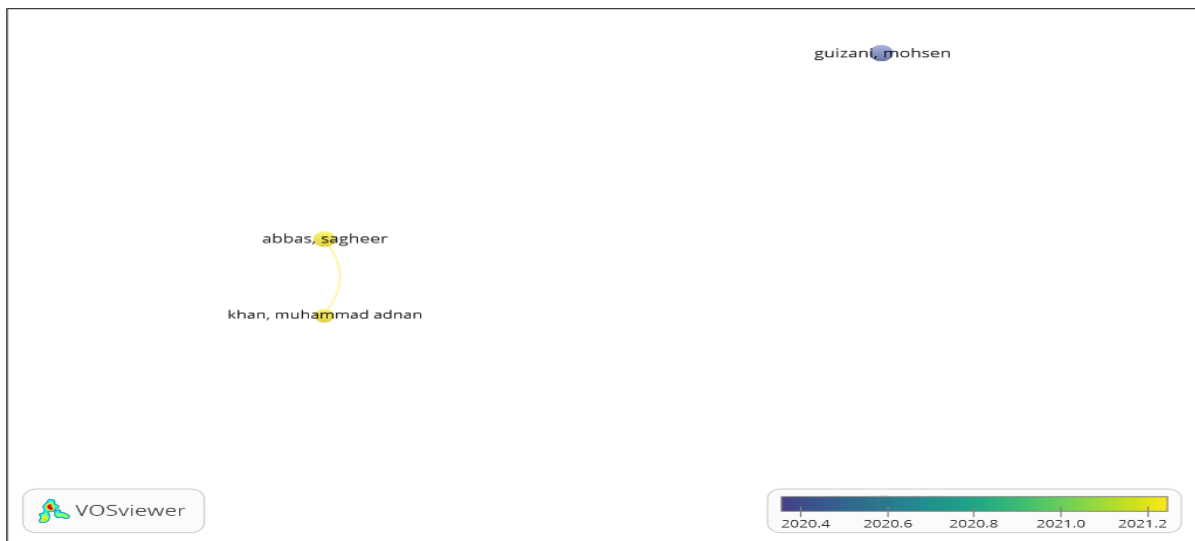 guizani, mohsen
abbas, sagheer
khan, muhammad adnan
VOSviewer
2020.4 2020.6 2020.8 2021.0 2021.2